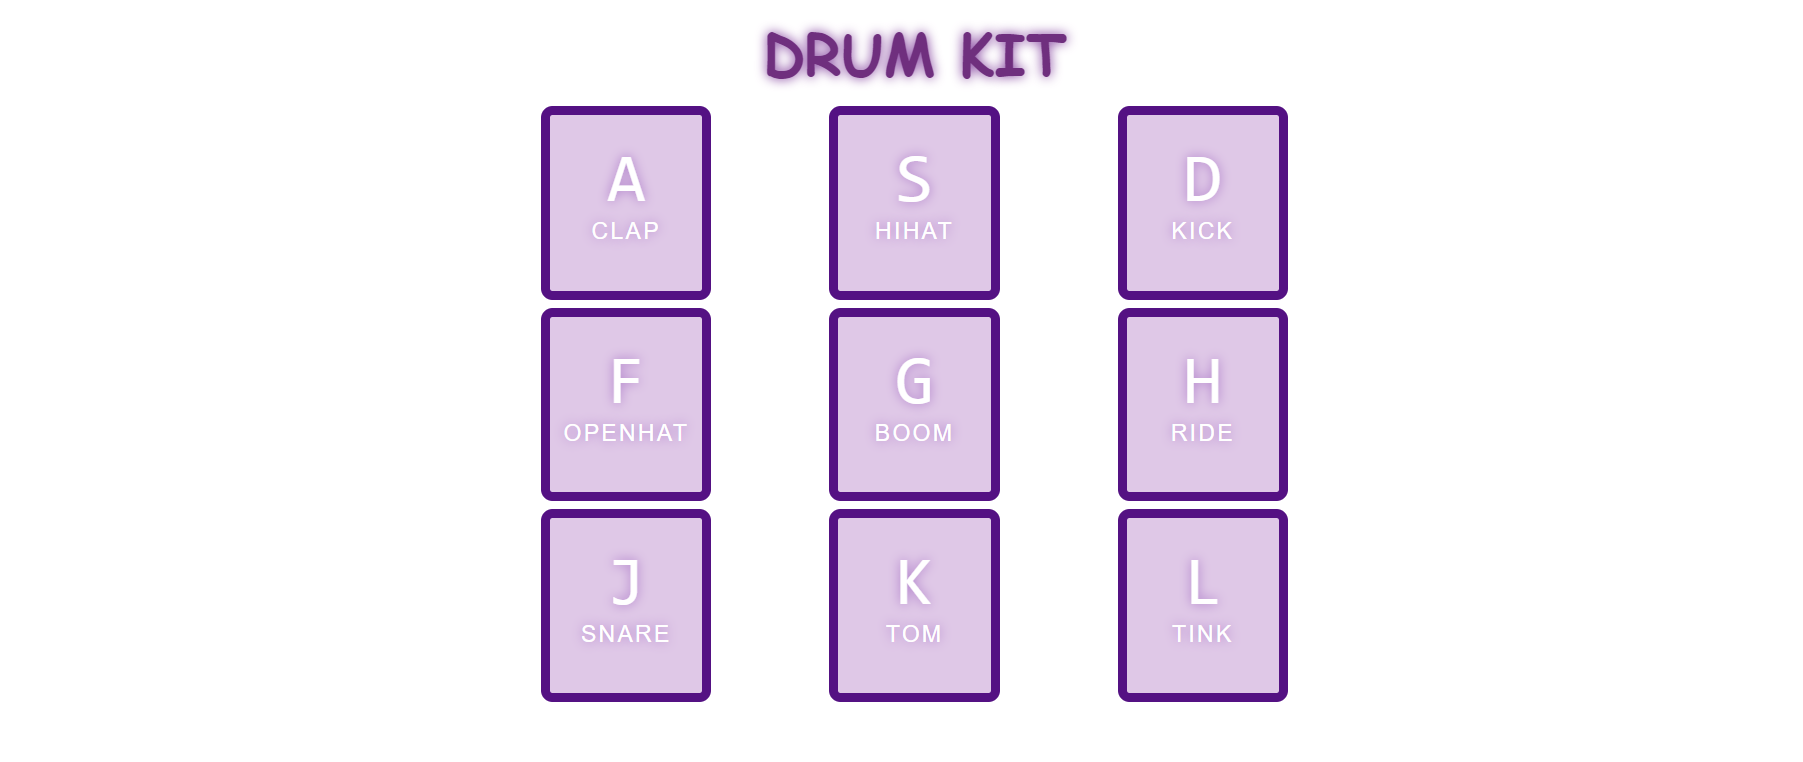 DRUM KIT
A S D
CLAP HIHAT KICK
F G H
OPENHAT BOOM RIDE
J K L
SNARE TOM TINK